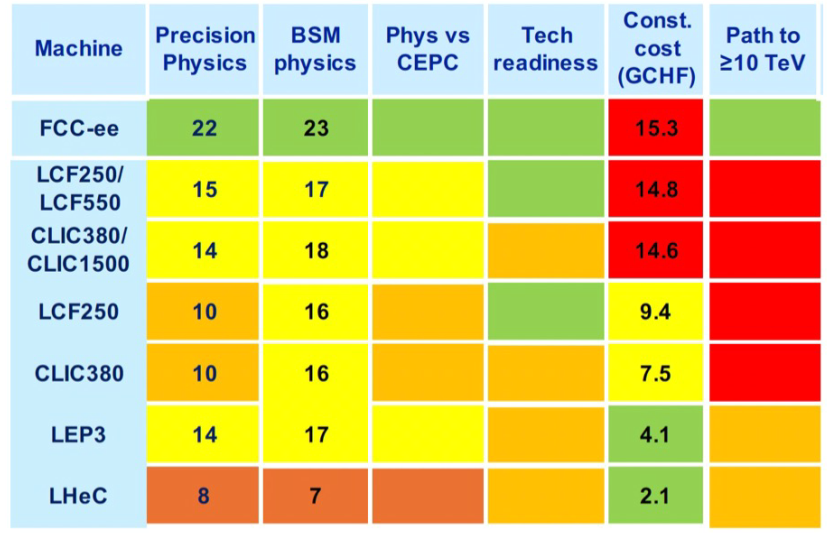 Machine
Precision
Physics
BSM
physics
Phys vs
CEPC
Tech
readiness
Const.
cost
(GCHF)
Path to
≥10 TeV
FCC-ee
22
23
15.3
LCF250/
LCF550
15
17
14.8
CLIC380/
CLIC1500
14
18
14.6
LCF250
10
16
9.4
CLIC380
10
16
7.5
LEP3
14
17
4.1
LHeC
8
7
2.1